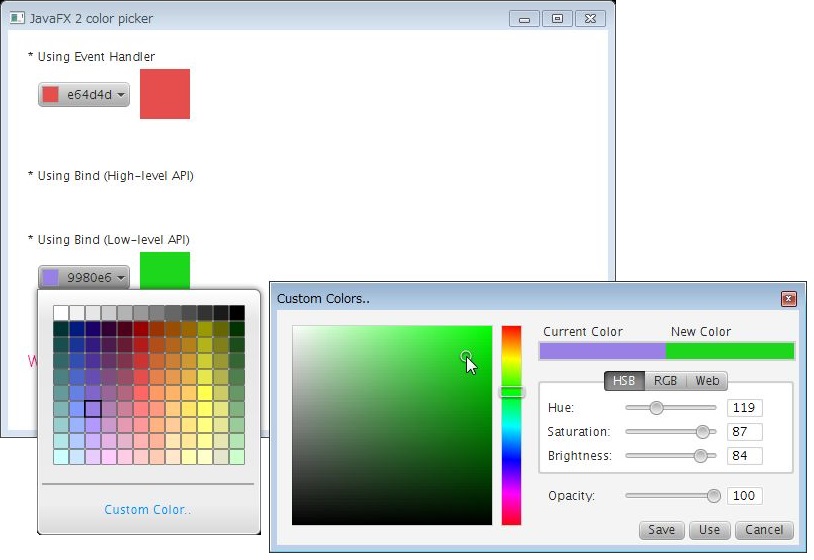 JavaFX 2 color picker
* Using Event Handler
e64d4d
* Using Bind (High-level API)
* Using Bind (Low-level API)
9980e6
W
Custom Color..
Custom Colors..
Current Color New Color
HSB RGB Web
Hue: 119
Saturation: 87
Brightness: 84
Opacity: 100
Save Use Cancel